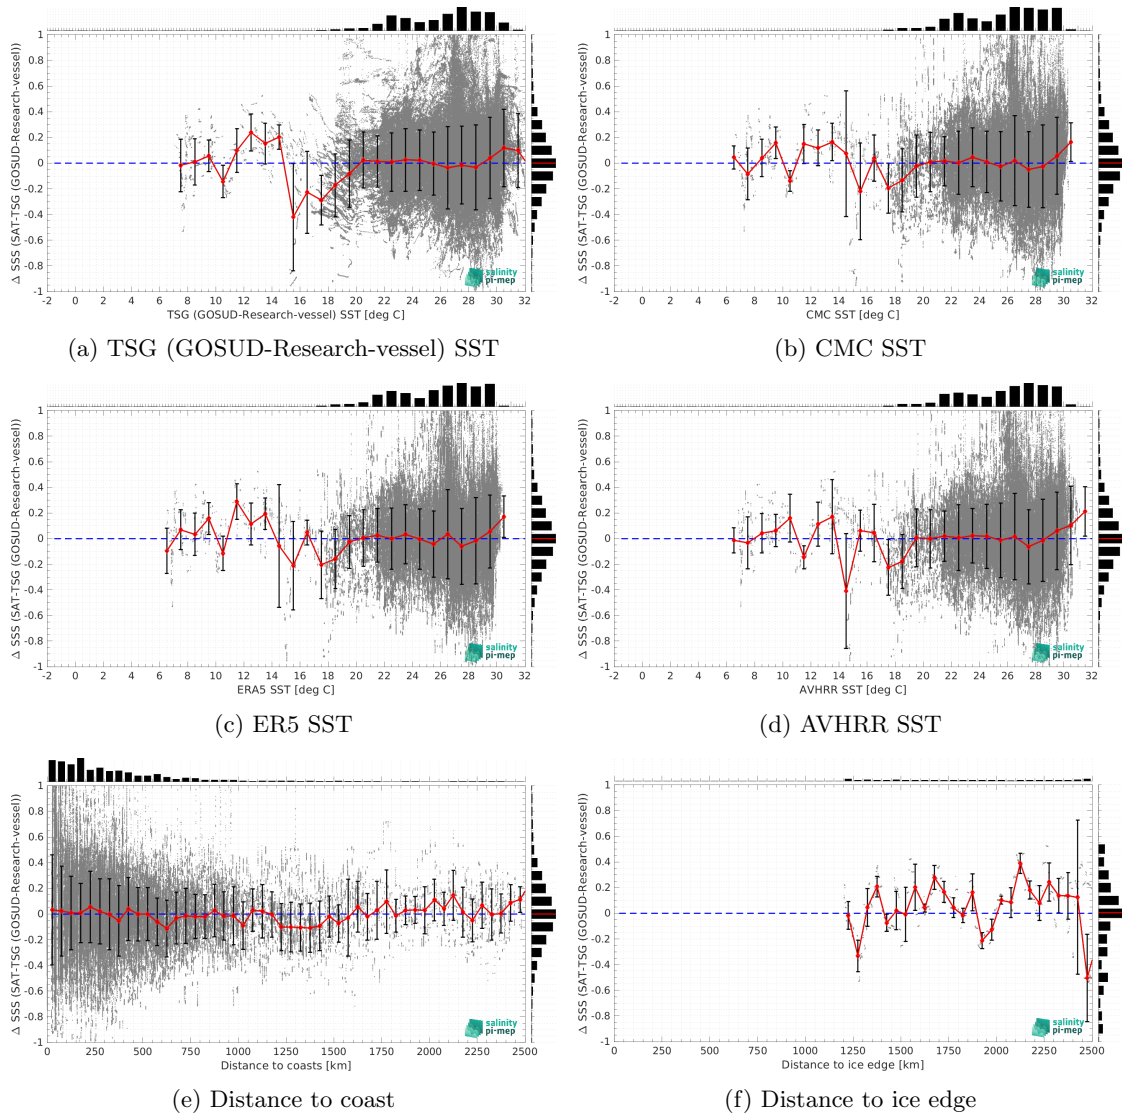 Δ SSS (SAT-TSG (GOSUD-Research-vessel))
1
0.8
0.6
0.4
0.2
0
-0.2
-0.4
-0.6
-0.8
-1
-2 0 2 4 6 8 10 12 14 16 18 20 22 24 26 28 30 32
TSG (GOSUD-Research-vessel) SST [deg C]
salinity
pi-mep
(a) TSG (GOSUD-Research-vessel) SST
Δ SSS (SAT-TSG (GOSUD-Research-vessel))
1
0.8
0.6
0.4
0.2
0
-0.2
-0.4
-0.6
-0.8
-1
-2 0 2 4 6 8 10 12 14 16 18 20 22 24 26 28 30 32
CMC SST [deg C]
salinity
pi-mep
(b) CMC SST
Δ SSS (SAT-TSG (GOSUD-Research-vessel))
1
0.8
0.6
0.4
0.2
0
-0.2
-0.4
-0.6
-0.8
-1
-2 0 2 4 6 8 10 12 14 16 18 20 22 24 26 28 30 32
ERA5 SST [deg C]
salinity
pi-mep
(c) ER5 SST
Δ SSS (SAT-TSG (GOSUD-Research-vessel))
1
0.8
0.6
0.4
0.2
0
-0.2
-0.4
-0.6
-0.8
-1
-2 0 2 4 6 8 10 12 14 16 18 20 22 24 26 28 30 32
AVHRR SST [deg C]
salinity
pi-mep
(d) AVHRR SST
Δ SSS (SAT-TSG (GOSUD-Research-vessel))
1
0.8
0.6
0.4
0.2
0
-0.2
-0.4
-0.6
-0.8
-1
0 250 500 750 1000 1250 1500 1750 2000 2250 2500
Distance to coasts [km]
salinity
pi-mep
(e) Distance to coast
Δ SSS (SAT-TSG (GOSUD-Research-vessel))
1
0.8
0.6
0.4
0.2
0
-0.2
-0.4
-0.6
-0.8
-1
0 250 500 750 1000 1250 1500 1750 2000 2250 2500
Distance to ice edge [km]
salinity
pi-mep
(f) Distance to ice edge